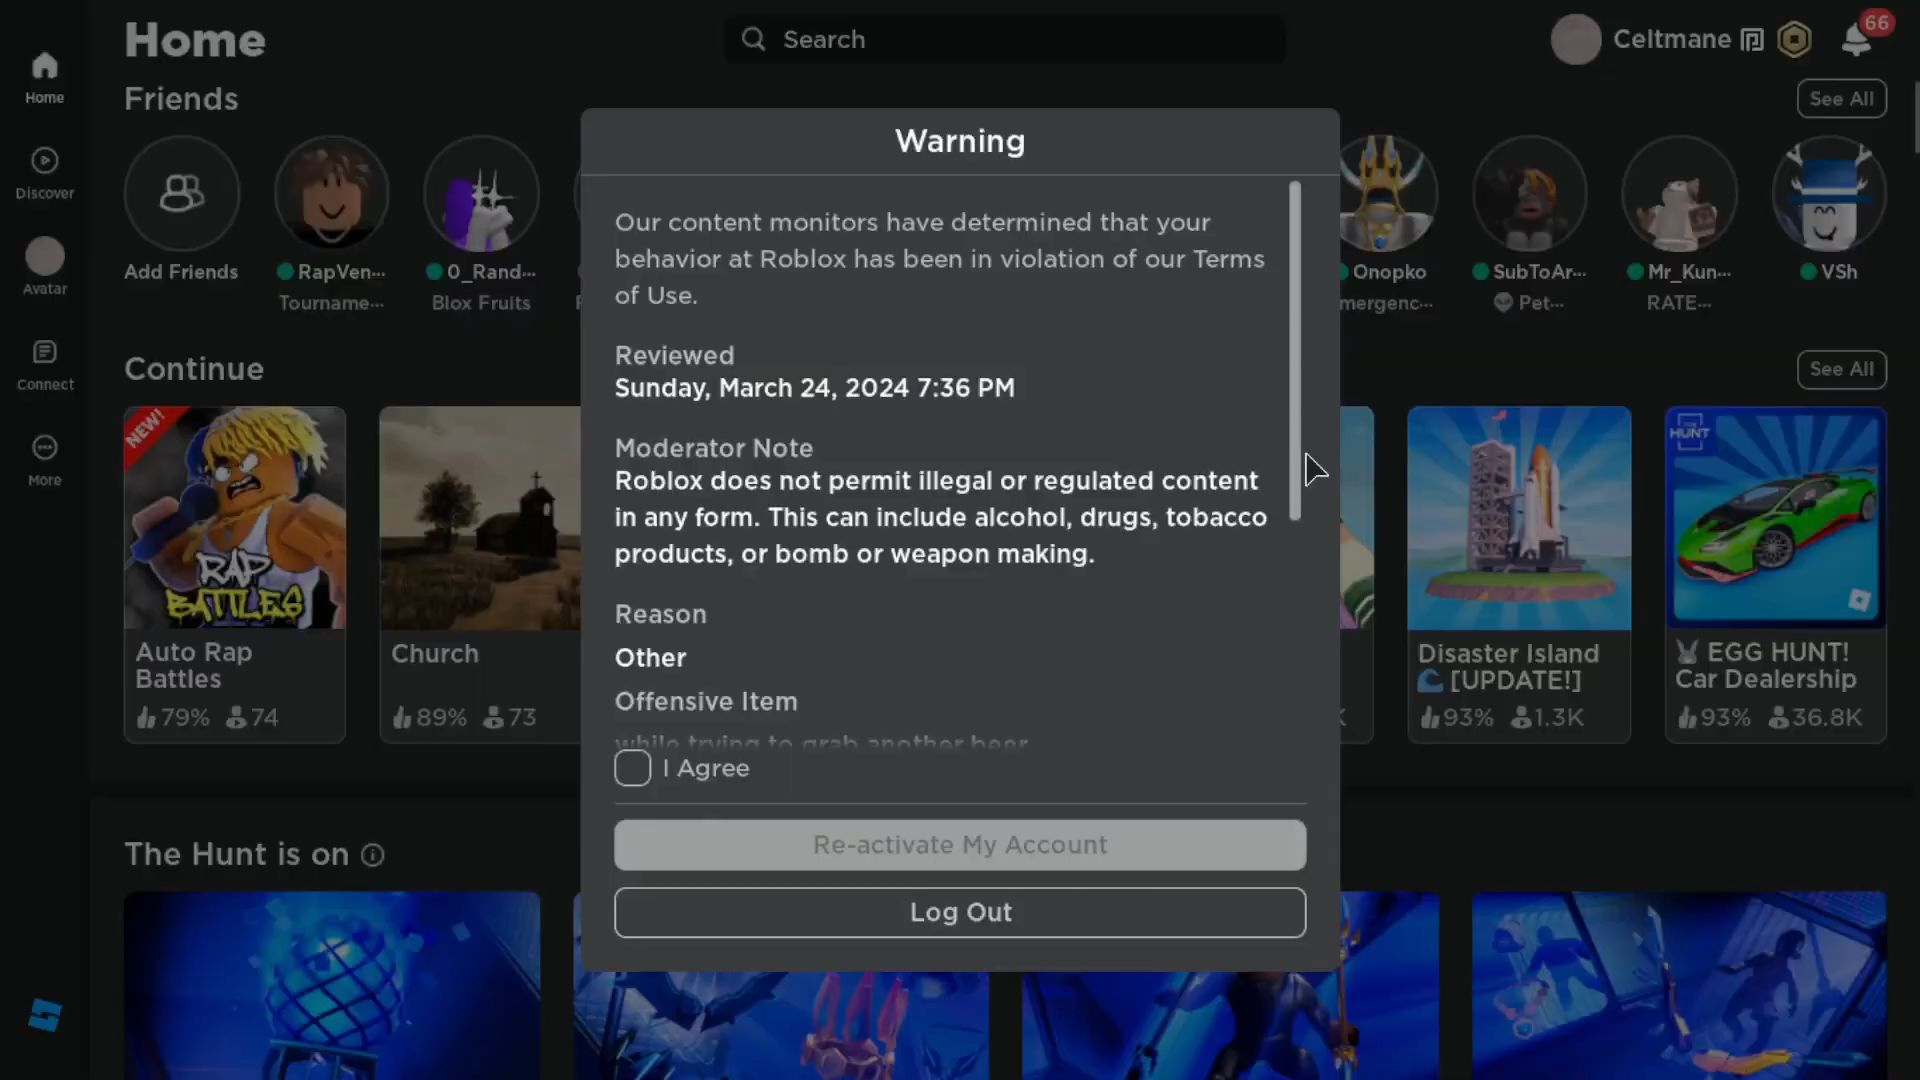 Home
Search
Celtmane
66
Home
Discover
Avatar
Connect
More
Friends
See All
Add Friends
RapVen...
Tourname...
0_Rand...
Blox Fruits
Onopko
mergenc...
SubToAr...
Pet...
Mr_Kun...
RATE...
VSh
Continue
See All
NEW!
RAP
BATTLES
Auto Rap
Battles
79% 74
Church
89% 73
Disaster Island
[UPDATE!]
93% 1.3K
HUNT
EGG HUNT!
Car Dealership
93% 36.8K
The Hunt is on
Warning
Our content monitors have determined that your
behavior at Roblox has been in violation of our Terms
of Use.
Reviewed
Sunday, March 24, 2024 7:36 PM
Moderator Note
Roblox does not permit illegal or regulated content
in any form. This can include alcohol, drugs, tobacco
products, or bomb or weapon making.
Reason
Other
Offensive Item
while trying to grab another beer
I Agree
Re-activate My Account
Log Out